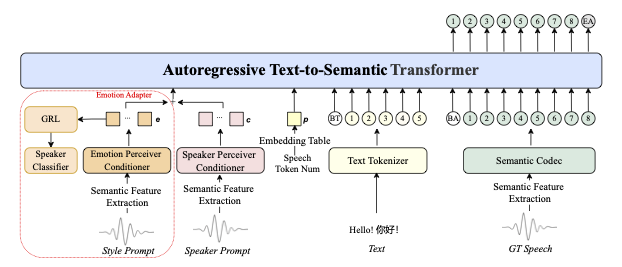 1 2 3 4 5 6 7 8 EA
Autoregressive Text-to-Semantic Transformer
Emotion Adapter
GRL ... e ... c p BT 1 2 3 4 5 BA 1 2 3 4 5 6 7 8
Embedding Table
Speaker Classifier
Emotion Perceiver Conditioner
Speaker Perceiver Conditioner
Speech Token Num
Text Tokenizer
Semantic Codec
Semantic Feature Extraction
Semantic Feature Extraction
Semantic Feature Extraction
Hello! 你好!
Style Prompt
Speaker Prompt
Text
GT Speech